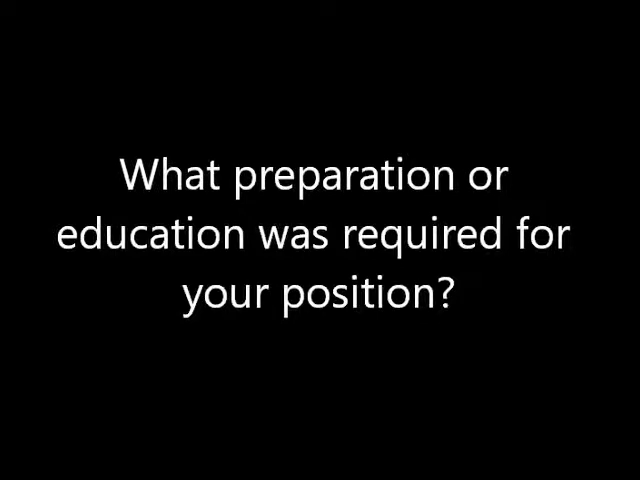 What preparation or
education was required for
your position?